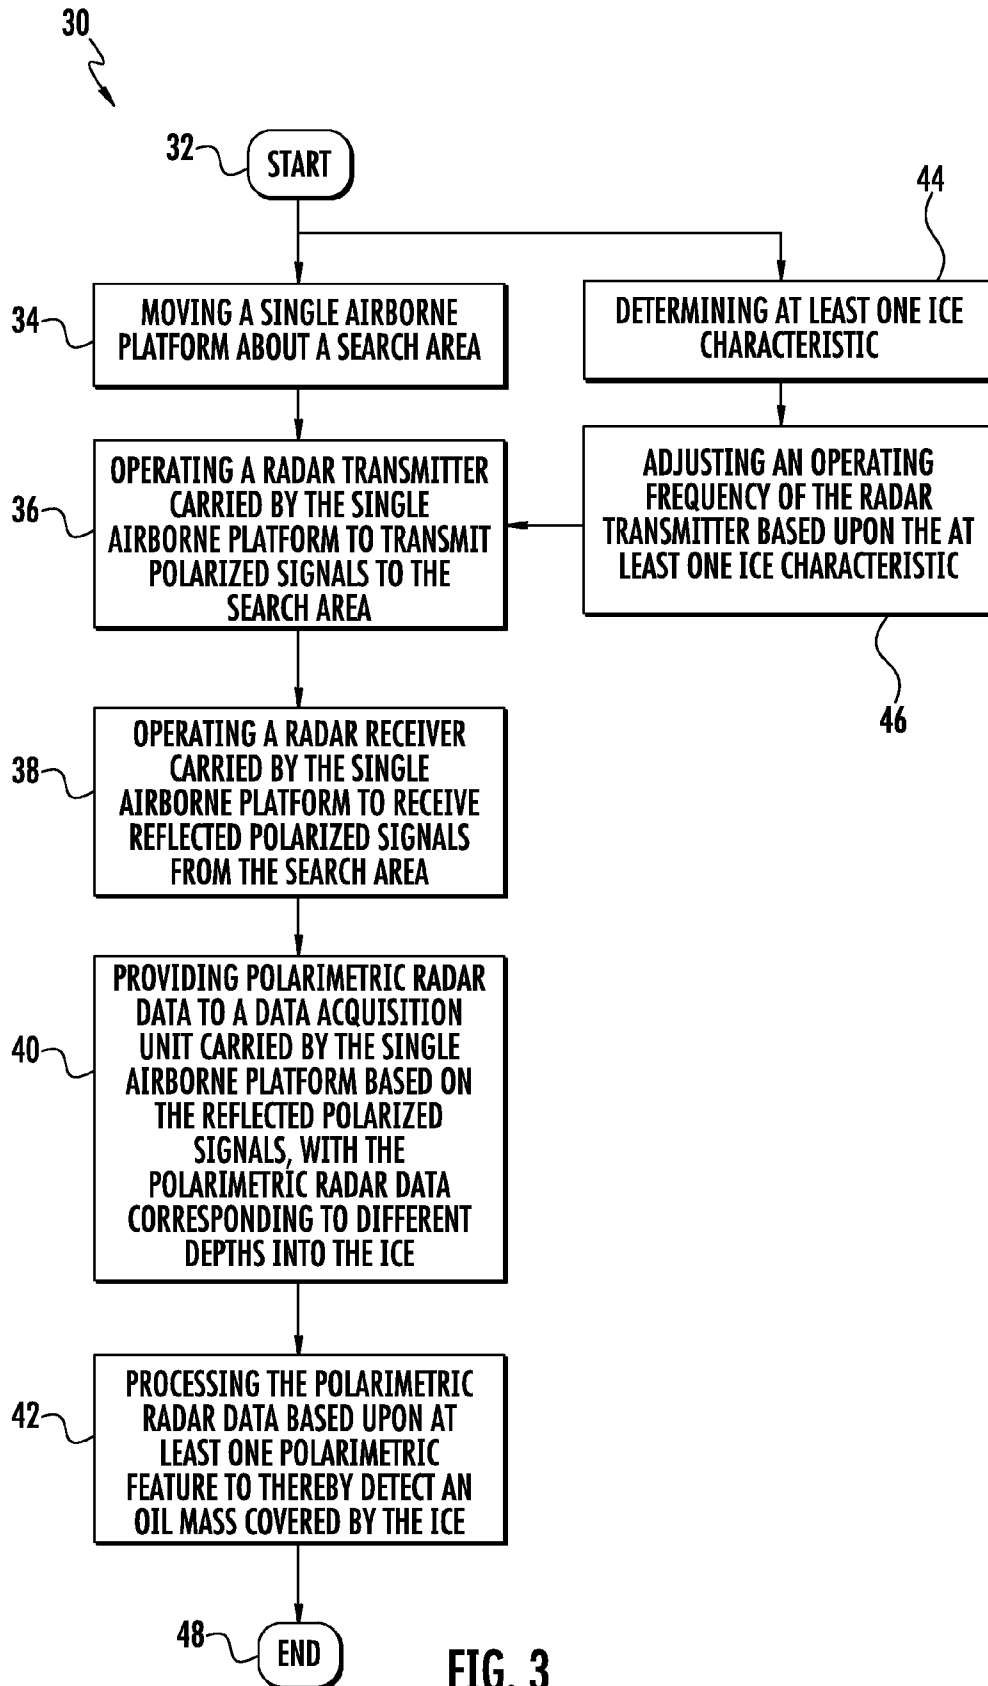 30
32
START
44
34
MOVING A SINGLE AIRBORNE
PLATFORM ABOUT A SEARCH AREA
DETERMINING AT LEAST ONE ICE
CHARACTERISTIC
36
OPERATING A RADAR TRANSMITTER
CARRIED BY THE SINGLE
AIRBORNE PLATFORM TO TRANSMIT
POLARIZED SIGNALS TO THE
SEARCH AREA
ADJUSTING AN OPERATING
FREQUENCY OF THE RADAR
TRANSMITTER BASED UPON THE AT
LEAST ONE ICE CHARACTERISTIC
46
38
OPERATING A RADAR RECEIVER
CARRIED BY THE SINGLE
AIRBORNE PLATFORM TO RECEIVE
REFLECTED POLARIZED SIGNALS
FROM THE SEARCH AREA
40
PROVIDING POLARIMETRIC RADAR
DATA TO A DATA ACQUISITION
UNIT CARRIED BY THE SINGLE
AIRBORNE PLATFORM BASED ON
THE REFLECTED POLARIZED
SIGNALS, WITH THE
POLARIMETRIC RADAR DATA
CORRESPONDING TO DIFFERENT
DEPTHS INTO THE ICE
42
PROCESSING THE POLARIMETRIC
RADAR DATA BASED UPON AT
LEAST ONE POLARIMETRIC
FEATURE TO THEREBY DETECT AN
OIL MASS COVERED BY THE ICE
48
END
FIG. 3